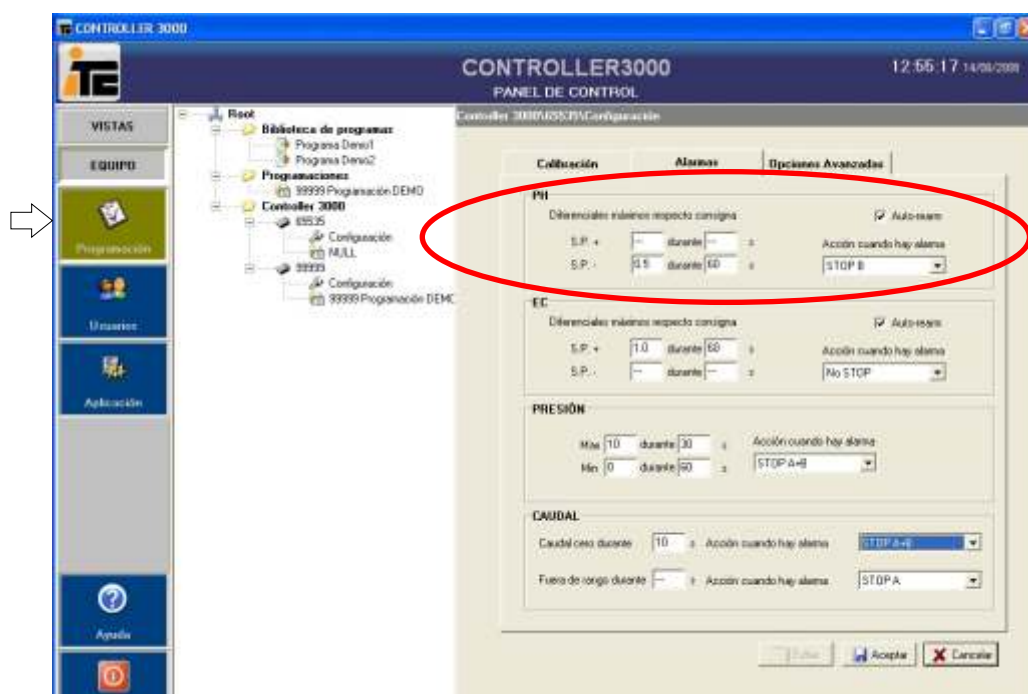 CONTROLLER 3000
ITC
CONTROLLER3000
PANEL DE CONTROL
12:55:17 14/08/2009
VISTAS
EQUIPO
Programación
Usuarios
Aplicación
Ayuda
Root
Biblioteca de programas
Programa Demo1
Programa Demo2
Programaciones
99999 Programación DEMO
Controller 3000
65535
Configuración
NULL
99999
Configuración
99999 Programación DEMO
Controller 3000\65535\Configuración
Calibración Alarmas Opciones Avanzadas
PH
Diferenciales máximos respecto consigna Auto-rearm
S.P. + -- durante -- s Acción cuando hay alarma
S.P. - 0.5 durante 60 s STOP B
EC
Diferenciales máximos respecto consigna Auto-rearm
S.P. + 1.0 durante 60 s Acción cuando hay alarma
S.P. - -- durante -- s No STOP
PRESIÓN
Máx 10 durante 30 s Acción cuando hay alarma
Min 0 durante 60 s STOP A+B
CAUDAL
Caudal cero durante 10 s Acción cuando hay alarma STOP A+B
Fuera de rango durante -- s Acción cuando hay alarma STOP A
Aceptar Cancelar